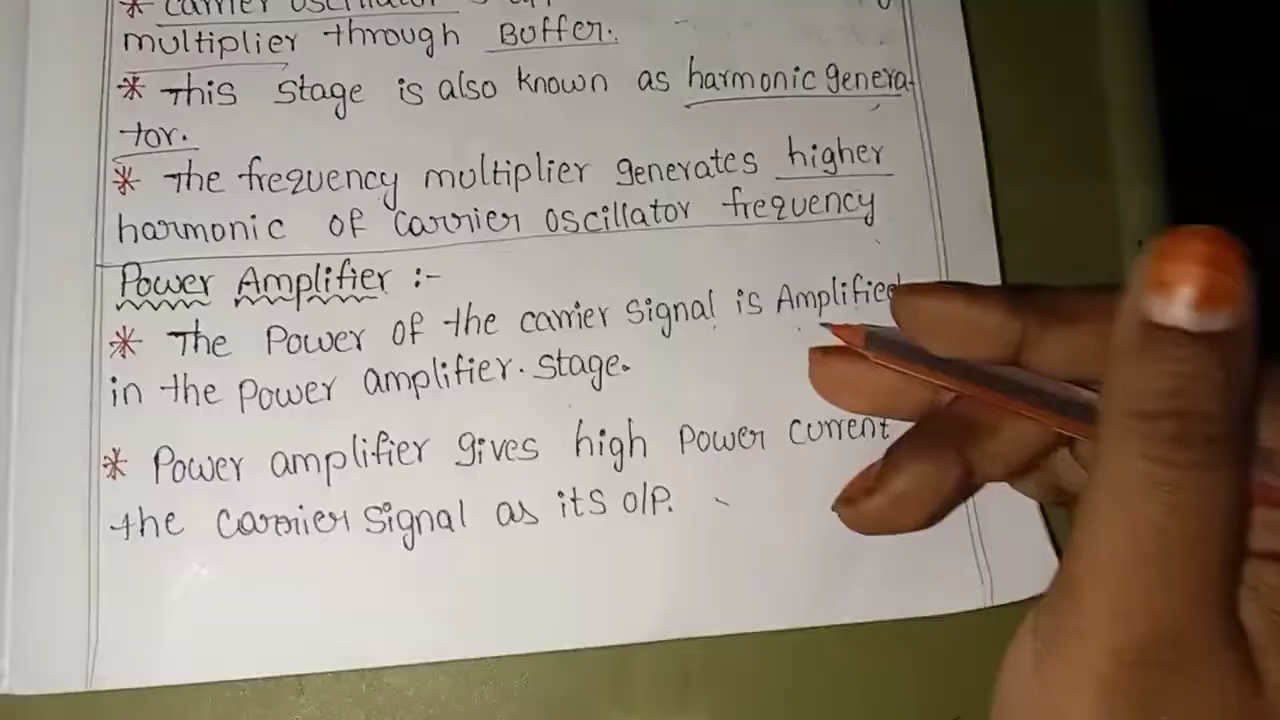 * carrier oscillator
multiplier through Buffer.
* This stage is also known as harmonic genera-
tor.
* The frequency multiplier generates higher
harmonic of carrier oscillator frequency
Power Amplifier :-
* The Power of the carrier signal is Amplified
in the Power amplifier. stage.
* Power amplifier gives high Power current
the carrier signal as its o/p.